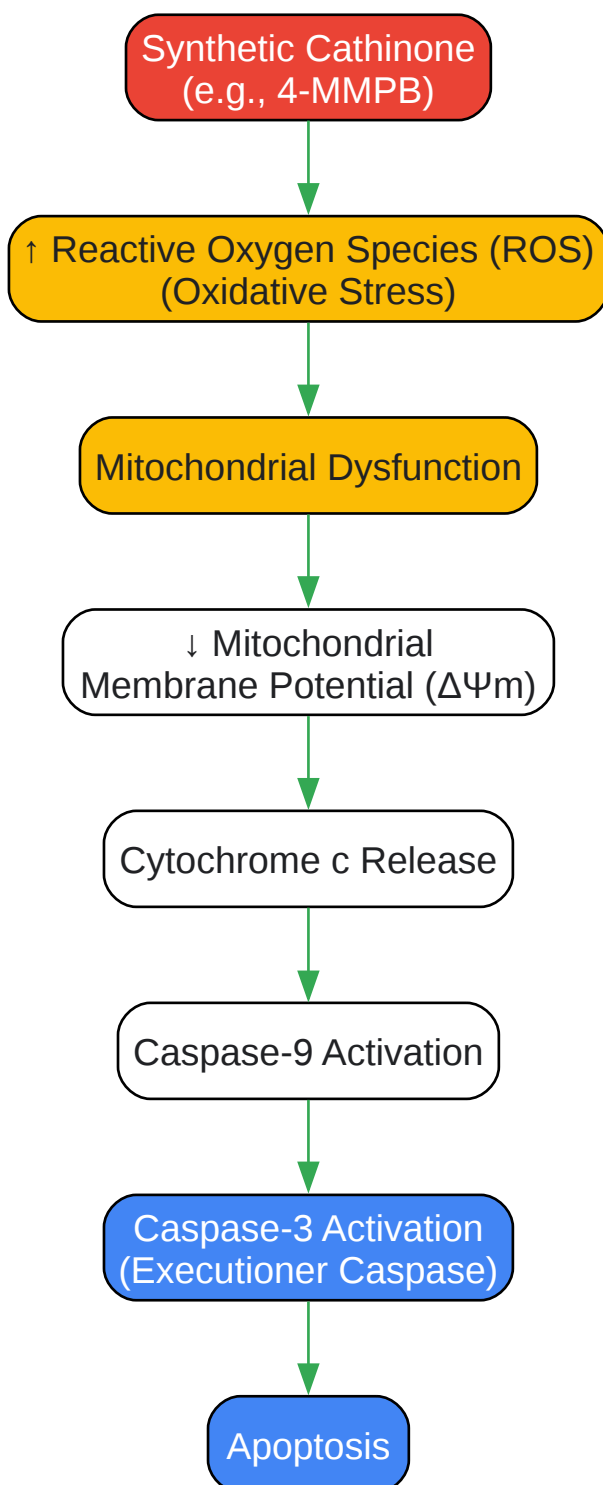 Synthetic Cathinone
(e.g., 4-MMPB)
↑ Reactive Oxygen Species (ROS)
(Oxidative Stress)
Mitochondrial Dysfunction
↓ Mitochondrial
Membrane Potential (ΔΨm)
Cytochrome c Release
Caspase-9 Activation
Caspase-3 Activation
(Executioner Caspase)
Apoptosis